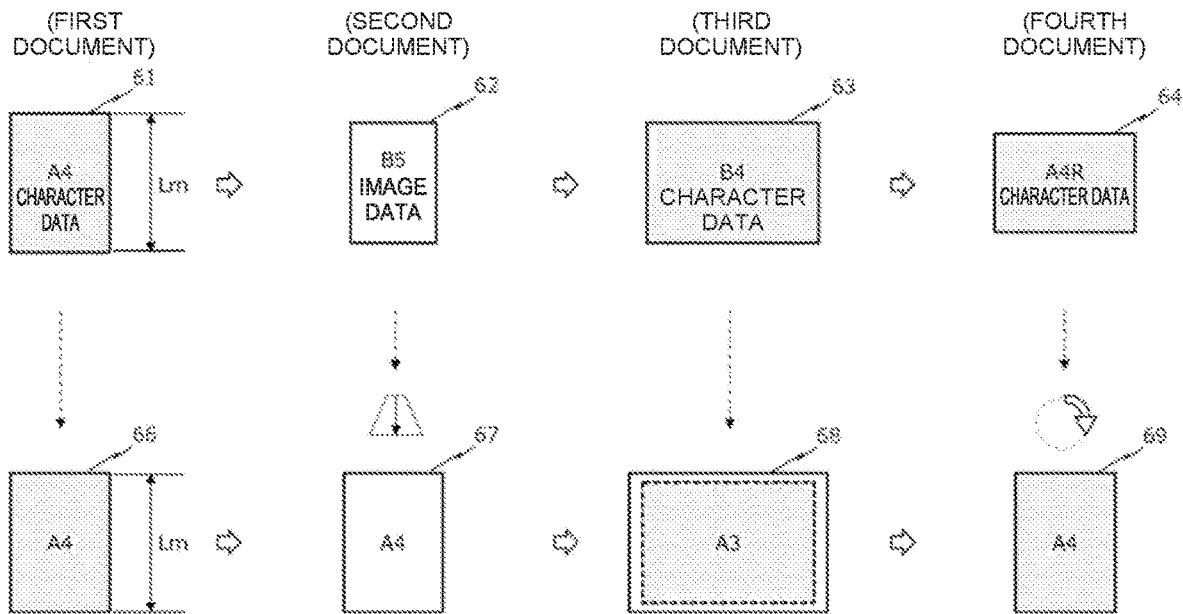 (FIRST
DOCUMENT)
(SECOND
DOCUMENT)
(THIRD
DOCUMENT)
(FOURTH
DOCUMENT)
61
62
63
64
A4
CHARACTER
DATA
Lm
B5
IMAGE
DATA
B4
CHARACTER
DATA
A4R
CHARACTER DATA
66
67
68
69
A4
Lm
A4
A3
A4